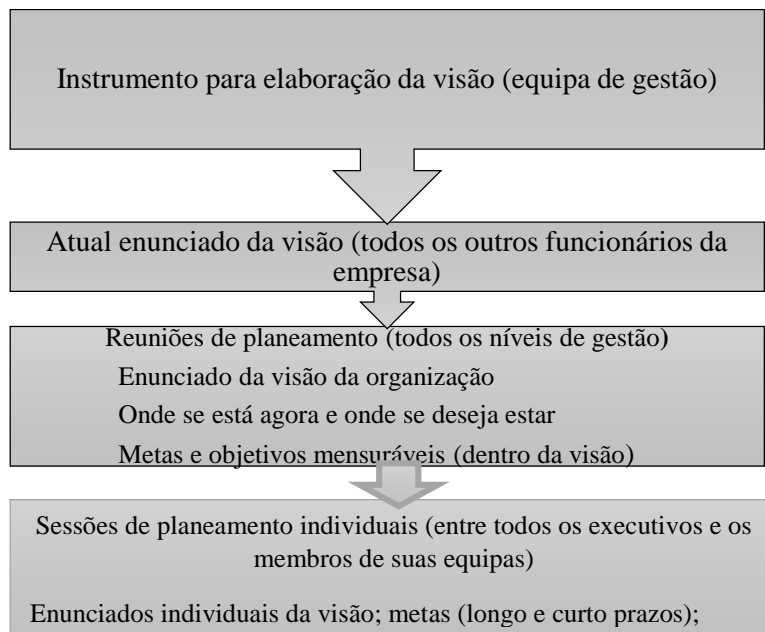 Instrumento para elaboração da visão (equipa de gestão)
Atual enunciado da visão (todos os outros funcionários da
empresa)
Reuniões de planeamento (todos os níveis de gestão)
Enunciado da visão da organização
Onde se está agora e onde se deseja estar
Metas e objetivos mensuráveis (dentro da visão)
Sessões de planeamento individuais (entre todos os executivos e os
membros de suas equipas)
Enunciados individuais da visão; metas (longo e curto prazos);